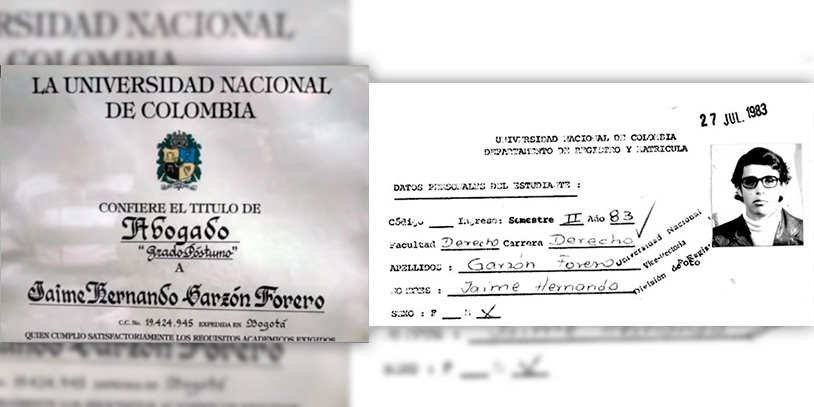 LA UNIVERSIDAD NACIONAL
DE COLOMBIA
CONFIERE EL TITULO DE
Abogado
"Grado Póstumo"
A
Jaime Hernando Garzón Forero
C.C. No. 19.424.945 EXPEDIDA EN Bogotá
QUIEN CUMPLIO SATISFACTORIAMENTE LOS REQUISITOS ACADEMICOS EXIGIDOS
27 JUL. 1983
UNIVERSIDAD NACIONAL DE COLOMBIA
DEPARTAMENTO DE REGISTRO Y MATRICULA
DATOS PERSONALES DEL ESTUDIANTE :
Código __ Ingreso: Semestre II Año 83
Facultad Derecho Carrera Derecho
APELLIDOS : Garzón Forero
NOMBRES : Jaime Hernando
SEXO : F __ M X
Universidad Nacional
Vicerrectoría
División de Regis